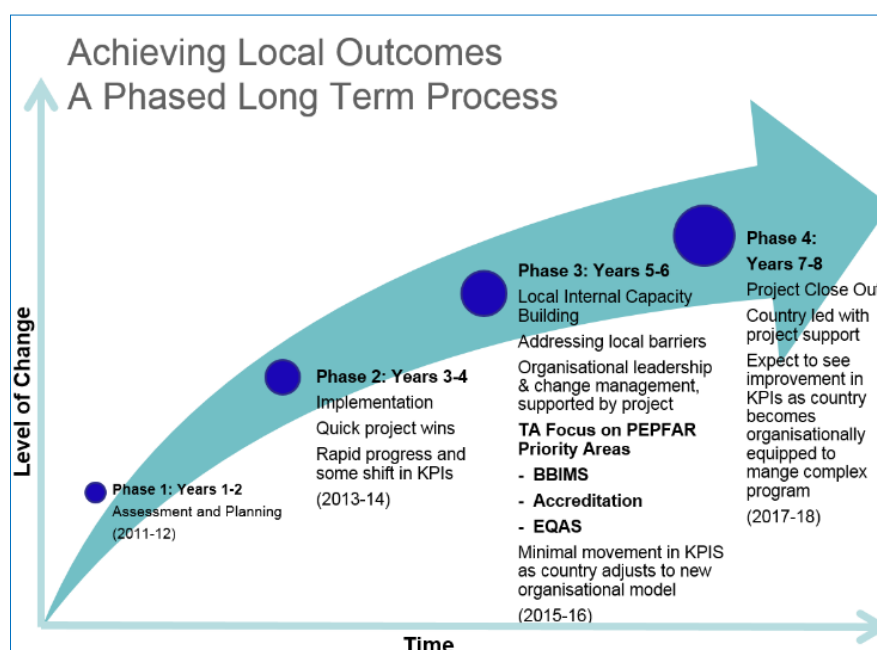 Achieving Local Outcomes
A Phased Long Term Process
Level of Change
Phase 1: Years 1-2
Assessment and Planning
(2011-12)
Phase 2: Years 3-4
Implementation
Quick project wins
Rapid progress and
some shift in KPIs
(2013-14)
Phase 3: Years 5-6
Local Internal Capacity
Building
Addressing local barriers
Organisational leadership
& change management,
supported by project
TA Focus on PEPFAR
Priority Areas
- BBIMS
- Accreditation
- EQAS
Minimal movement in KPIS
as country adjusts to new
organisational model
(2015-16)
Phase 4:
Years 7-8
Project Close Out
Country led with
project support
Expect to see
improvement in
KPIs as country
becomes
organisationally
equipped to
mange complex
program
(2017-18)
Time